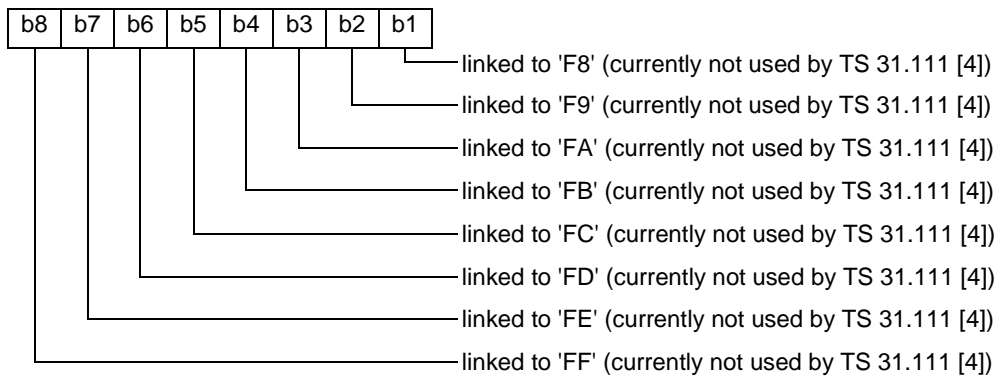 b8 b7 b6 b5 b4 b3 b2 b1
linked to 'F8' (currently not used by TS 31.111 [4])
linked to 'F9' (currently not used by TS 31.111 [4])
linked to 'FA' (currently not used by TS 31.111 [4])
linked to 'FB' (currently not used by TS 31.111 [4])
linked to 'FC' (currently not used by TS 31.111 [4])
linked to 'FD' (currently not used by TS 31.111 [4])
linked to 'FE' (currently not used by TS 31.111 [4])
linked to 'FF' (currently not used by TS 31.111 [4])